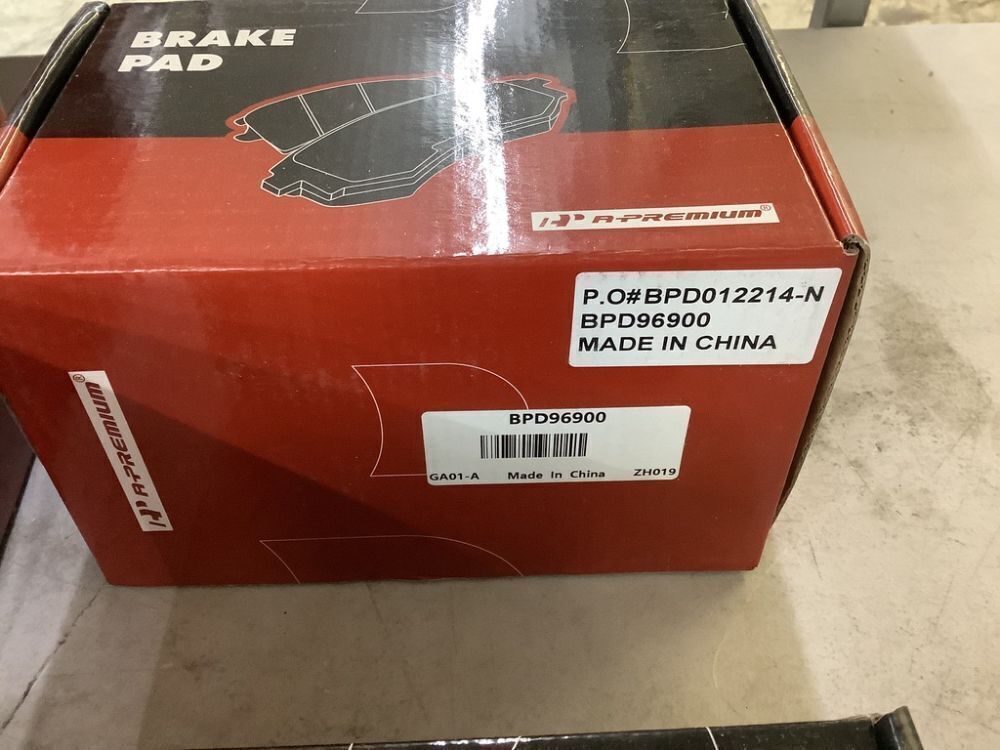 BRAKE
PAD
A-PREMIUM®
P.O#BPD012214-N
BPD96900
MADE IN CHINA
A-PREMIUM®
BPD96900
GA01-A Made In China ZH019